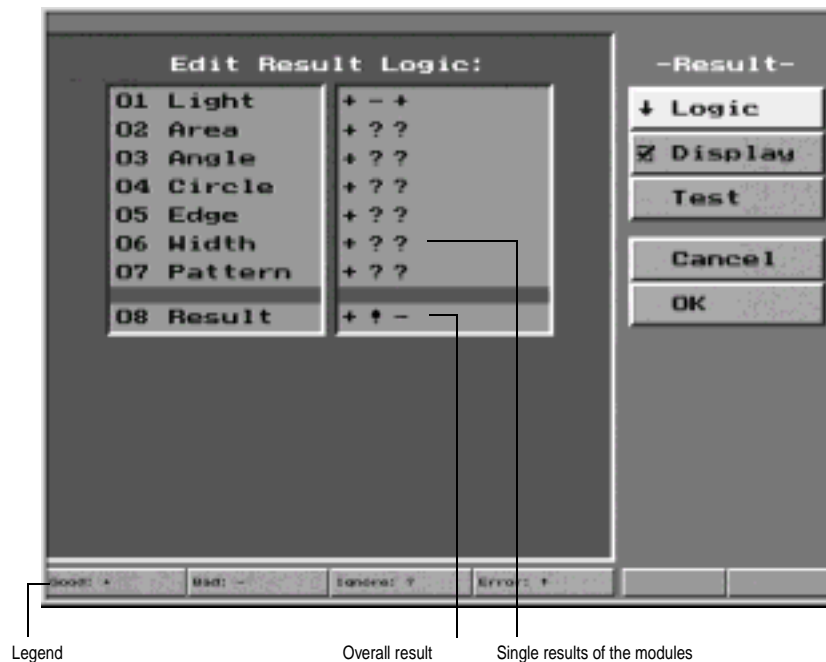 Edit Result Logic:
01 Light + - +
02 Area + ? ?
03 Angle + ? ?
04 Circle + ? ?
05 Edge + ? ?
06 Width + ? ?
07 Pattern + ? ?
08 Result + ! -
-Result-
Logic
Display
Test
Cancel
OK
Good: +
Bad: -
Ignore: ?
Error: !
Legend
Overall result
Single results of the modules